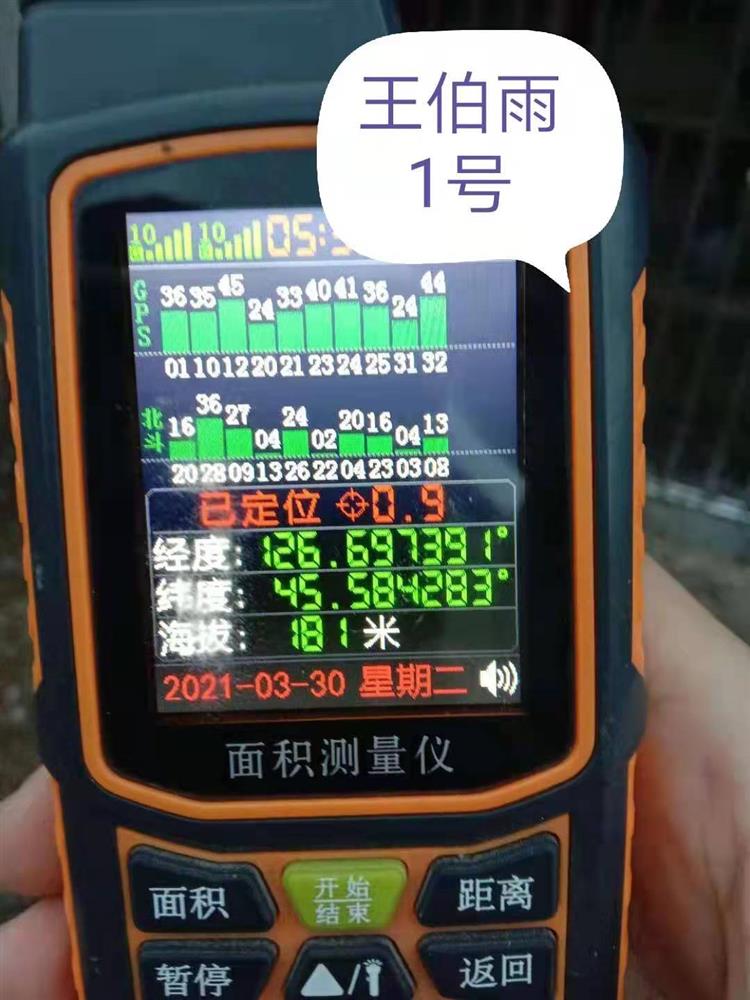 王伯雨
1号
10 10 05:
GPS
36 35 45 24 33 40 41 36 24 44
01 10 12 20 21 23 24 25 31 32
北斗
16 36 27 04 24 02 20 16 04 13
20 28 09 13 26 22 04 23 03 08
已定位 0.9
经度: 126.697391°
纬度: 45.584283°
海拔: 181 米
2021-03-30 星期二
面积测量仪
面积 开始 距离
结束
暂停 ▲/ 返回